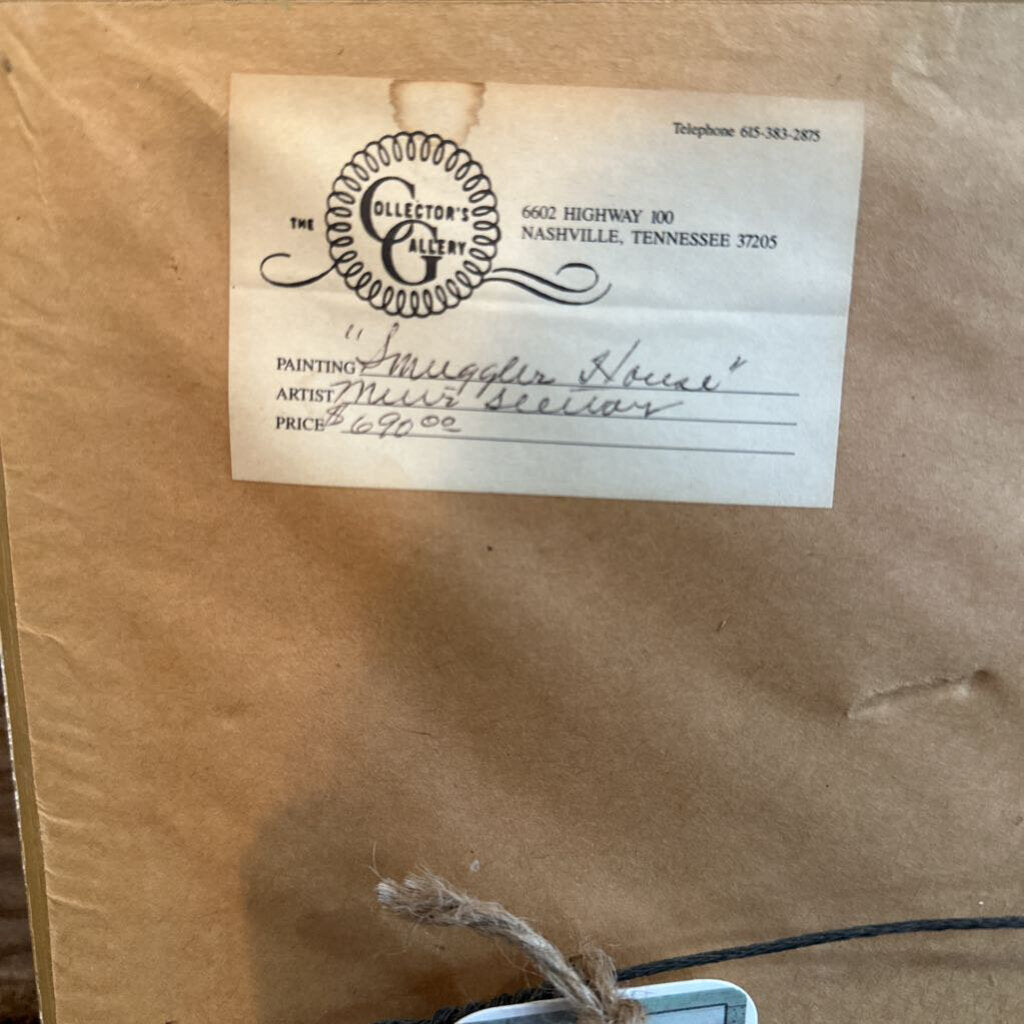 Telephone 615-383-2875
THE COLLECTOR'S GALLERY
6602 HIGHWAY 100
NASHVILLE, TENNESSEE 37205
PAINTING "Smuggler House"
ARTIST
PRICE $690.00